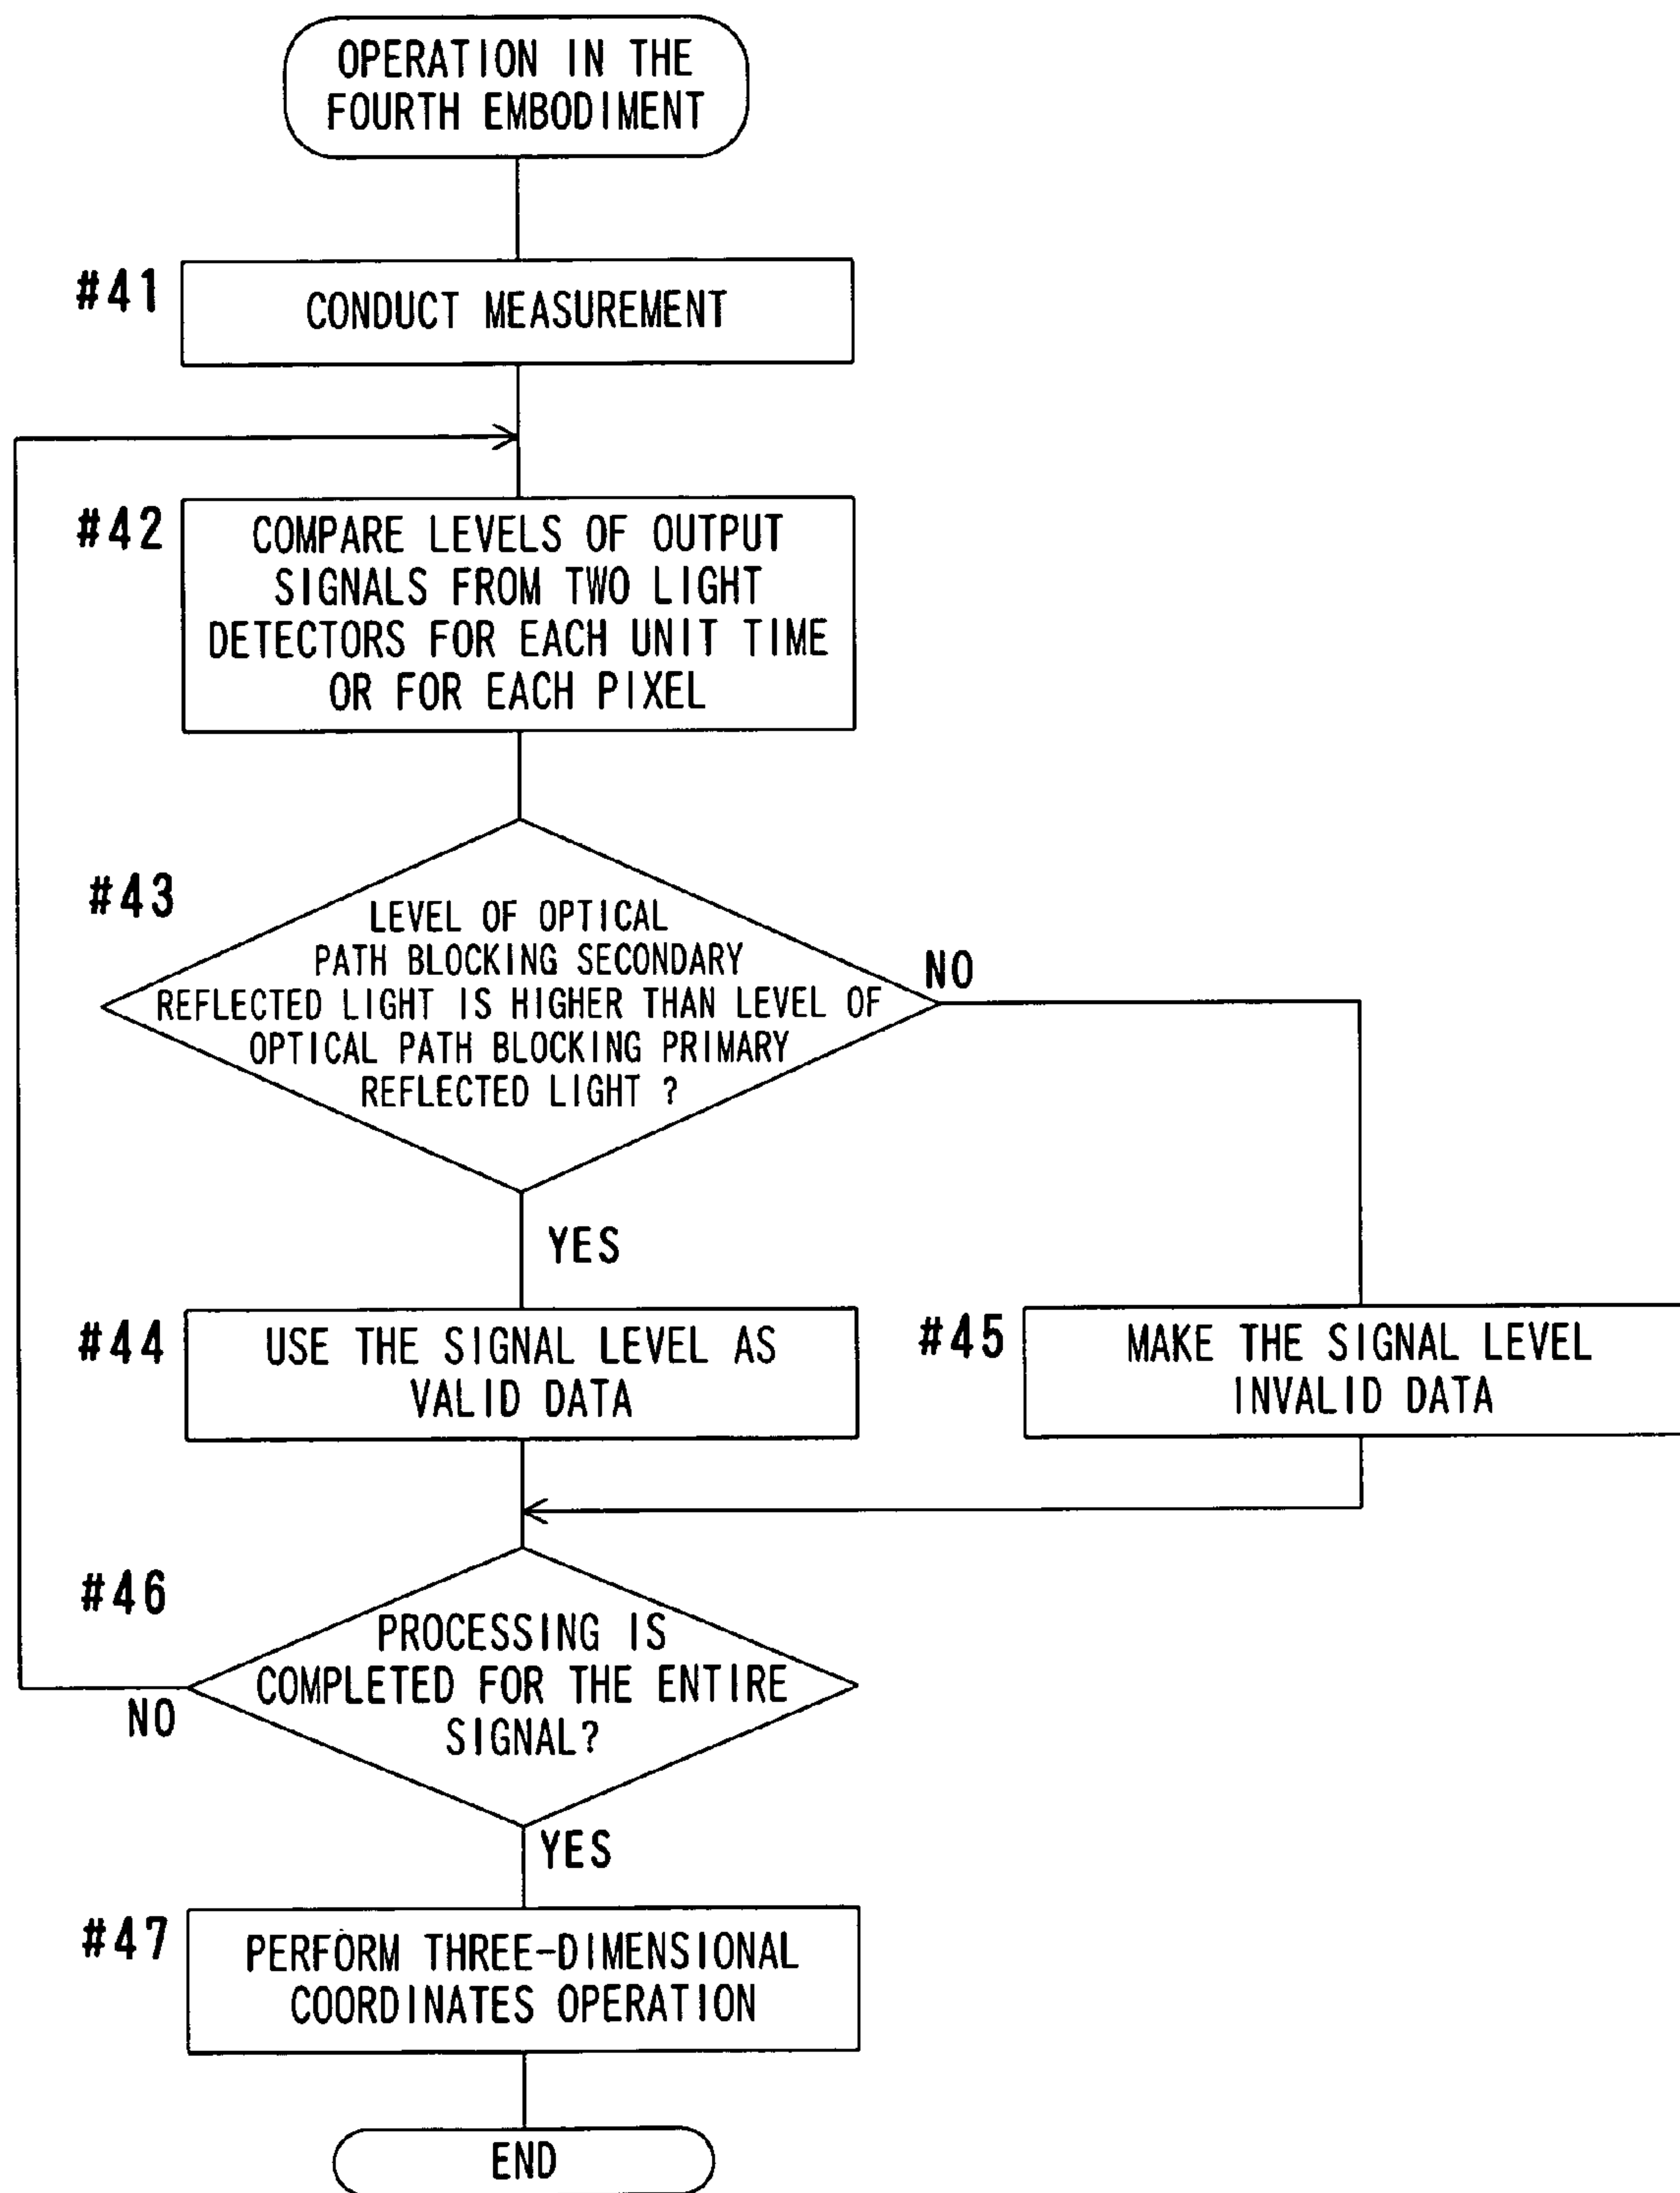 OPERATION IN THE
FOURTH EMBODIMENT
#41
CONDUCT MEASUREMENT
#42
COMPARE LEVELS OF OUTPUT
SIGNALS FROM TWO LIGHT
DETECTORS FOR EACH UNIT TIME
OR FOR EACH PIXEL
#43
LEVEL OF OPTICAL
PATH BLOCKING SECONDARY
REFLECTED LIGHT IS HIGHER THAN LEVEL OF
OPTICAL PATH BLOCKING PRIMARY
REFLECTED LIGHT ?
NO
YES
#44
USE THE SIGNAL LEVEL AS
VALID DATA
#45
MAKE THE SIGNAL LEVEL
INVALID DATA
#46
PROCESSING IS
COMPLETED FOR THE ENTIRE
SIGNAL?
NO
YES
#47
PERFORM THREE-DIMENSIONAL
COORDINATES OPERATION
END